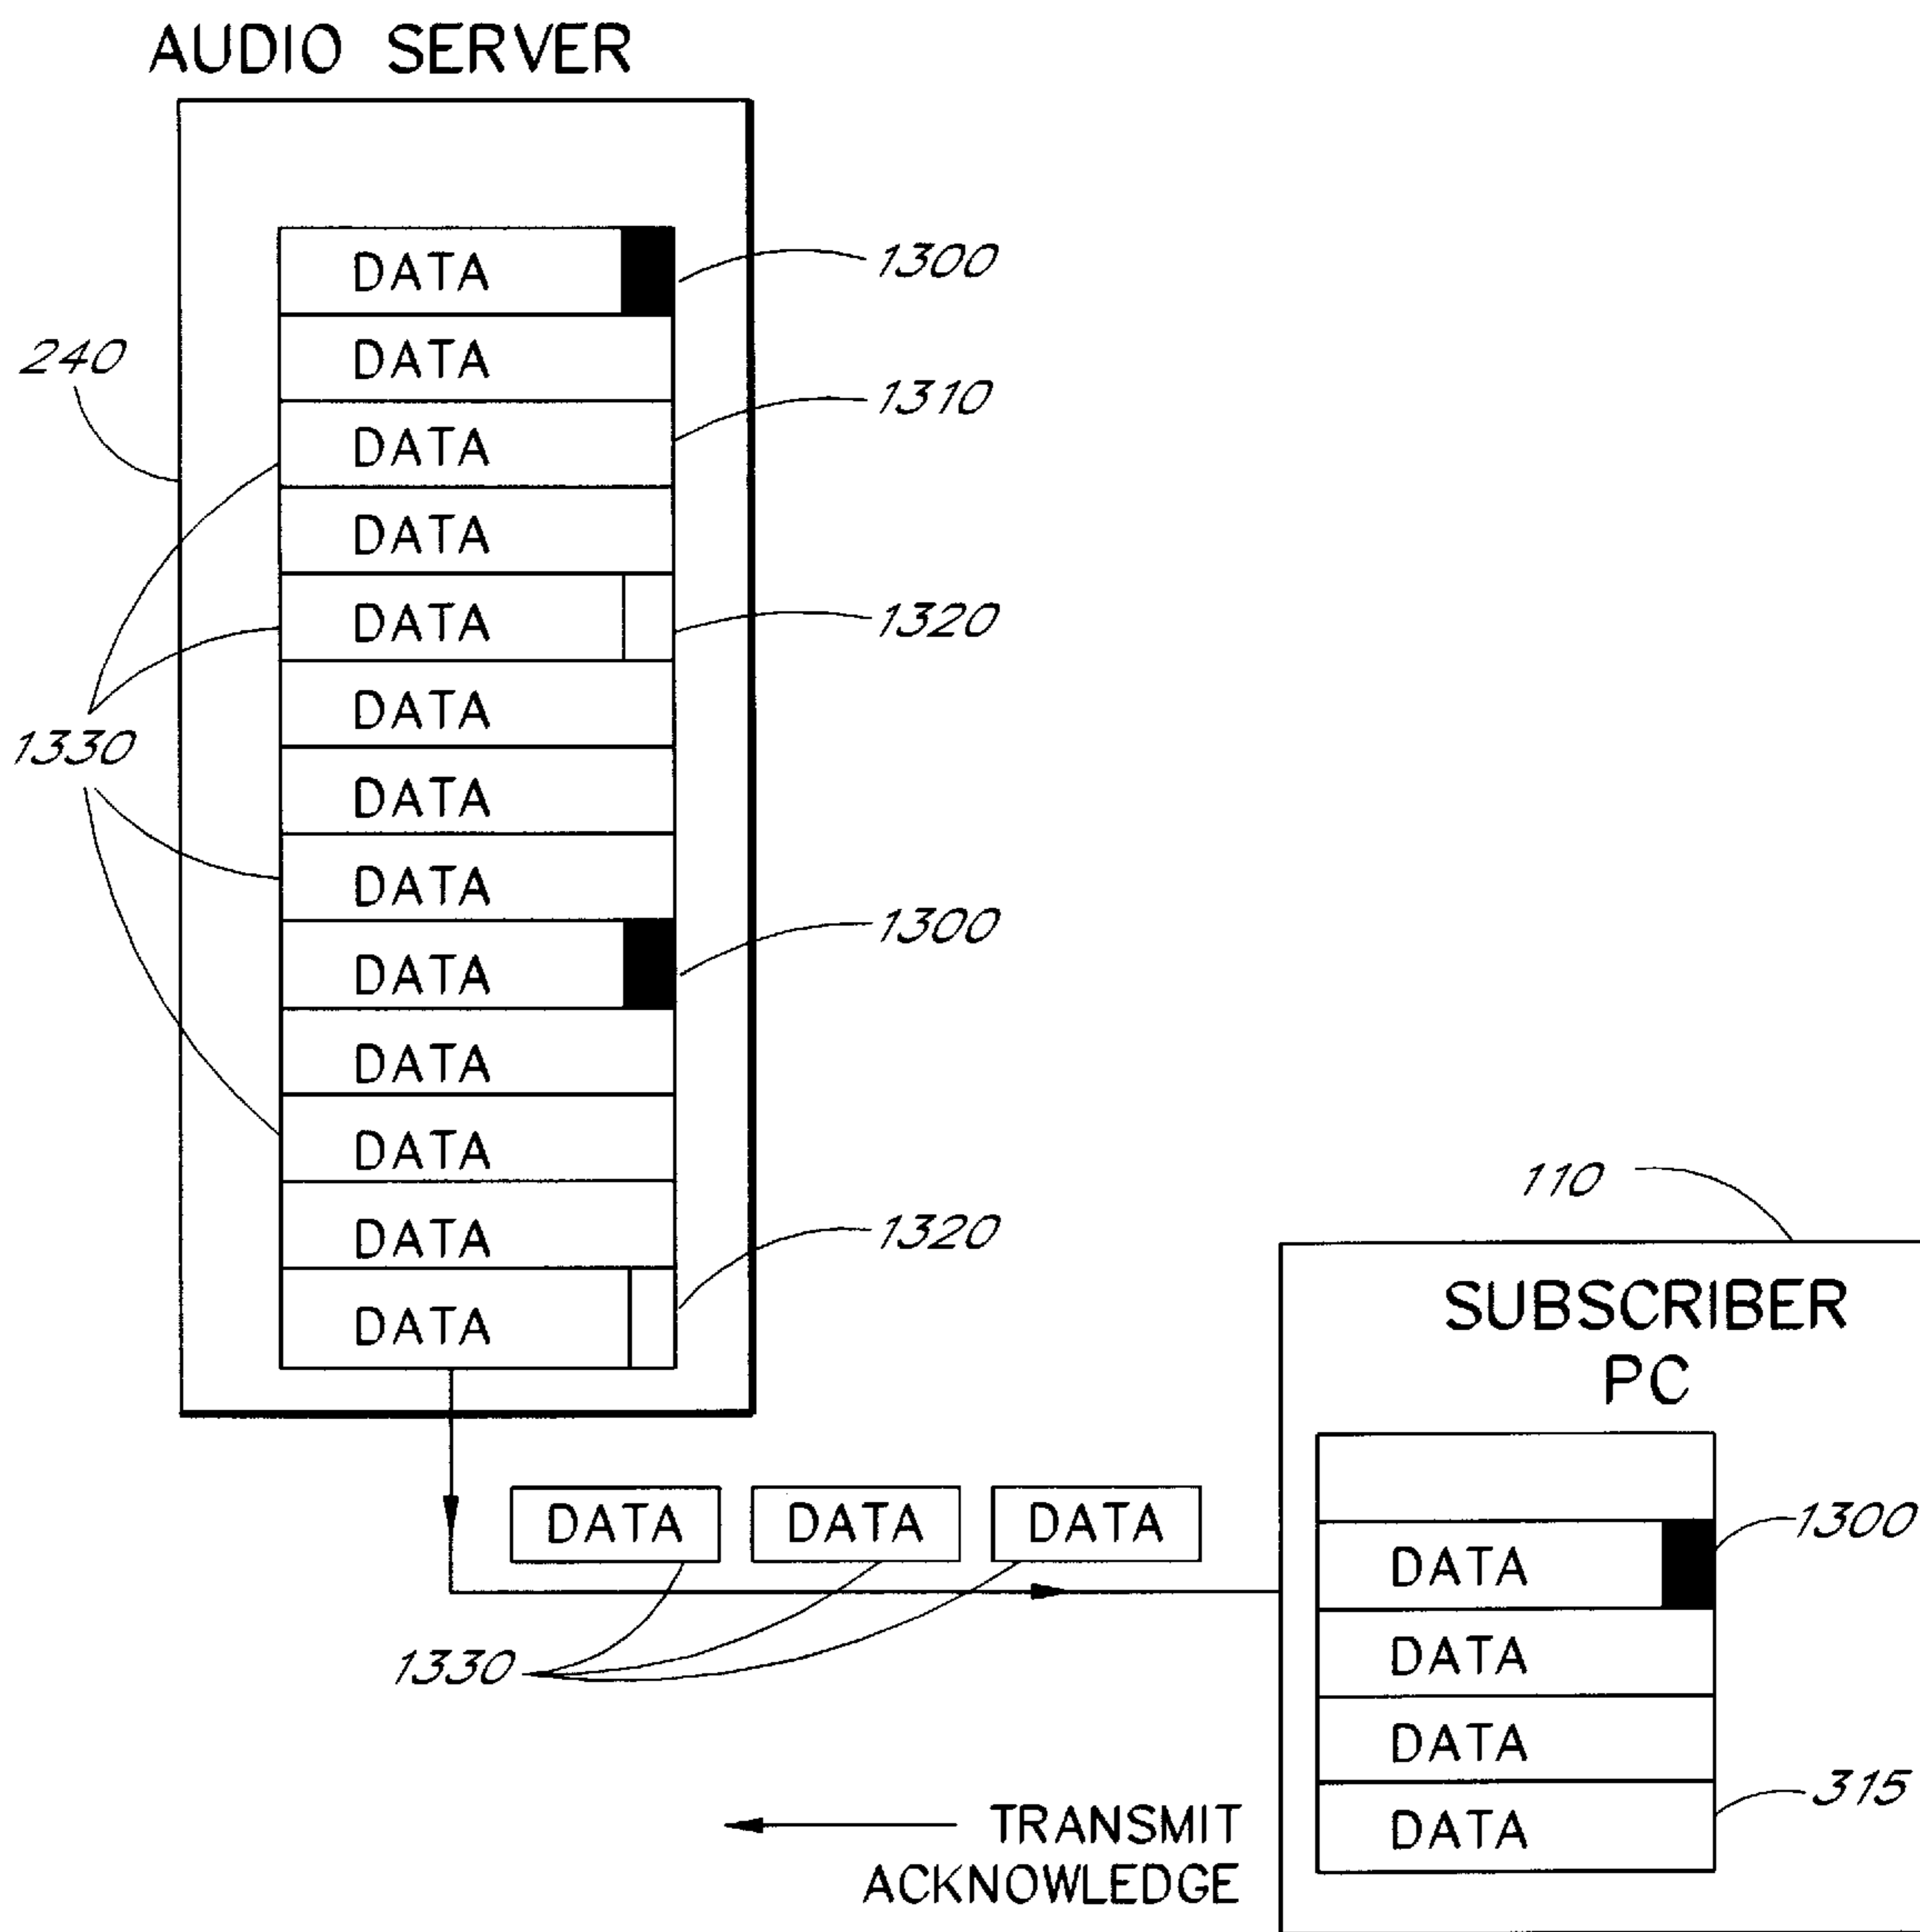 AUDIO SERVER
DATA
1300
DATA
240
1310
DATA
DATA
DATA
1320
DATA
1330
DATA
DATA
1300
DATA
DATA
DATA
110
DATA
1320
DATA
SUBSCRIBER
PC
DATA DATA DATA
1300
DATA
1330
DATA
DATA
315
TRANSMIT
DATA
ACKNOWLEDGE